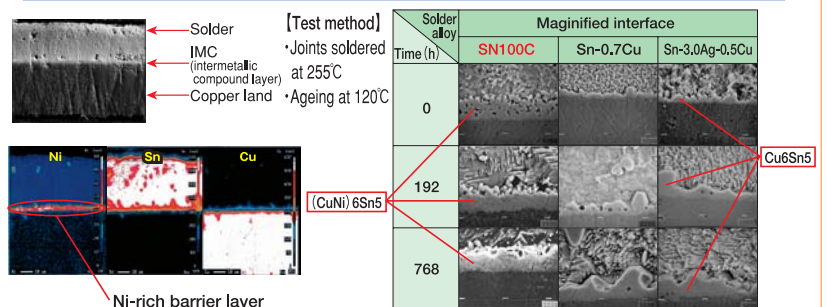 Solder
IMC
(intermetallic
compound layer)
Copper land
【Test method】
・Joints soldered
at 255℃
・Ageing at 120℃
Ni
Sn
Cu
Ni-rich barrier layer
Solder
alloy
Time (h)
Maginified interface
SN100C
Sn-0.7Cu
Sn-3.0Ag-0.5Cu
0
192
768
(CuNi) 6Sn5
Cu6Sn5